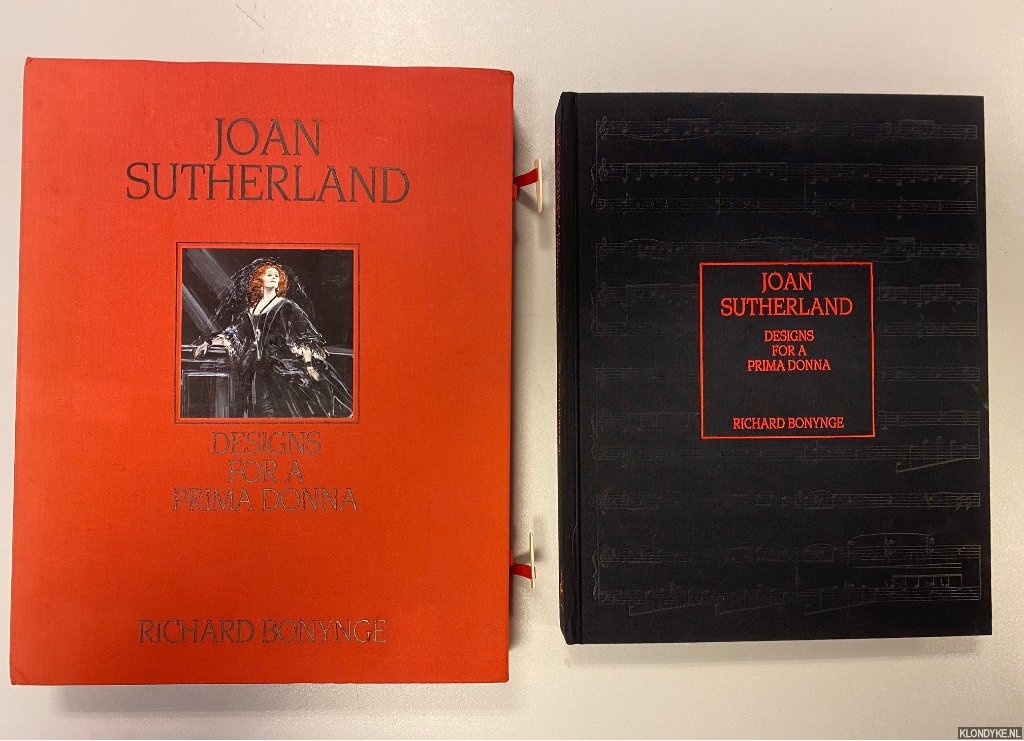 JOAN
SUTHERLAND
DESIGNS
FOR A
PRIMA DONNA
RICHARD BONYNGE
JOAN
SUTHERLAND
DESIGNS
FOR A
PRIMA DONNA
RICHARD BONYNGE
KLONDYKE.NL